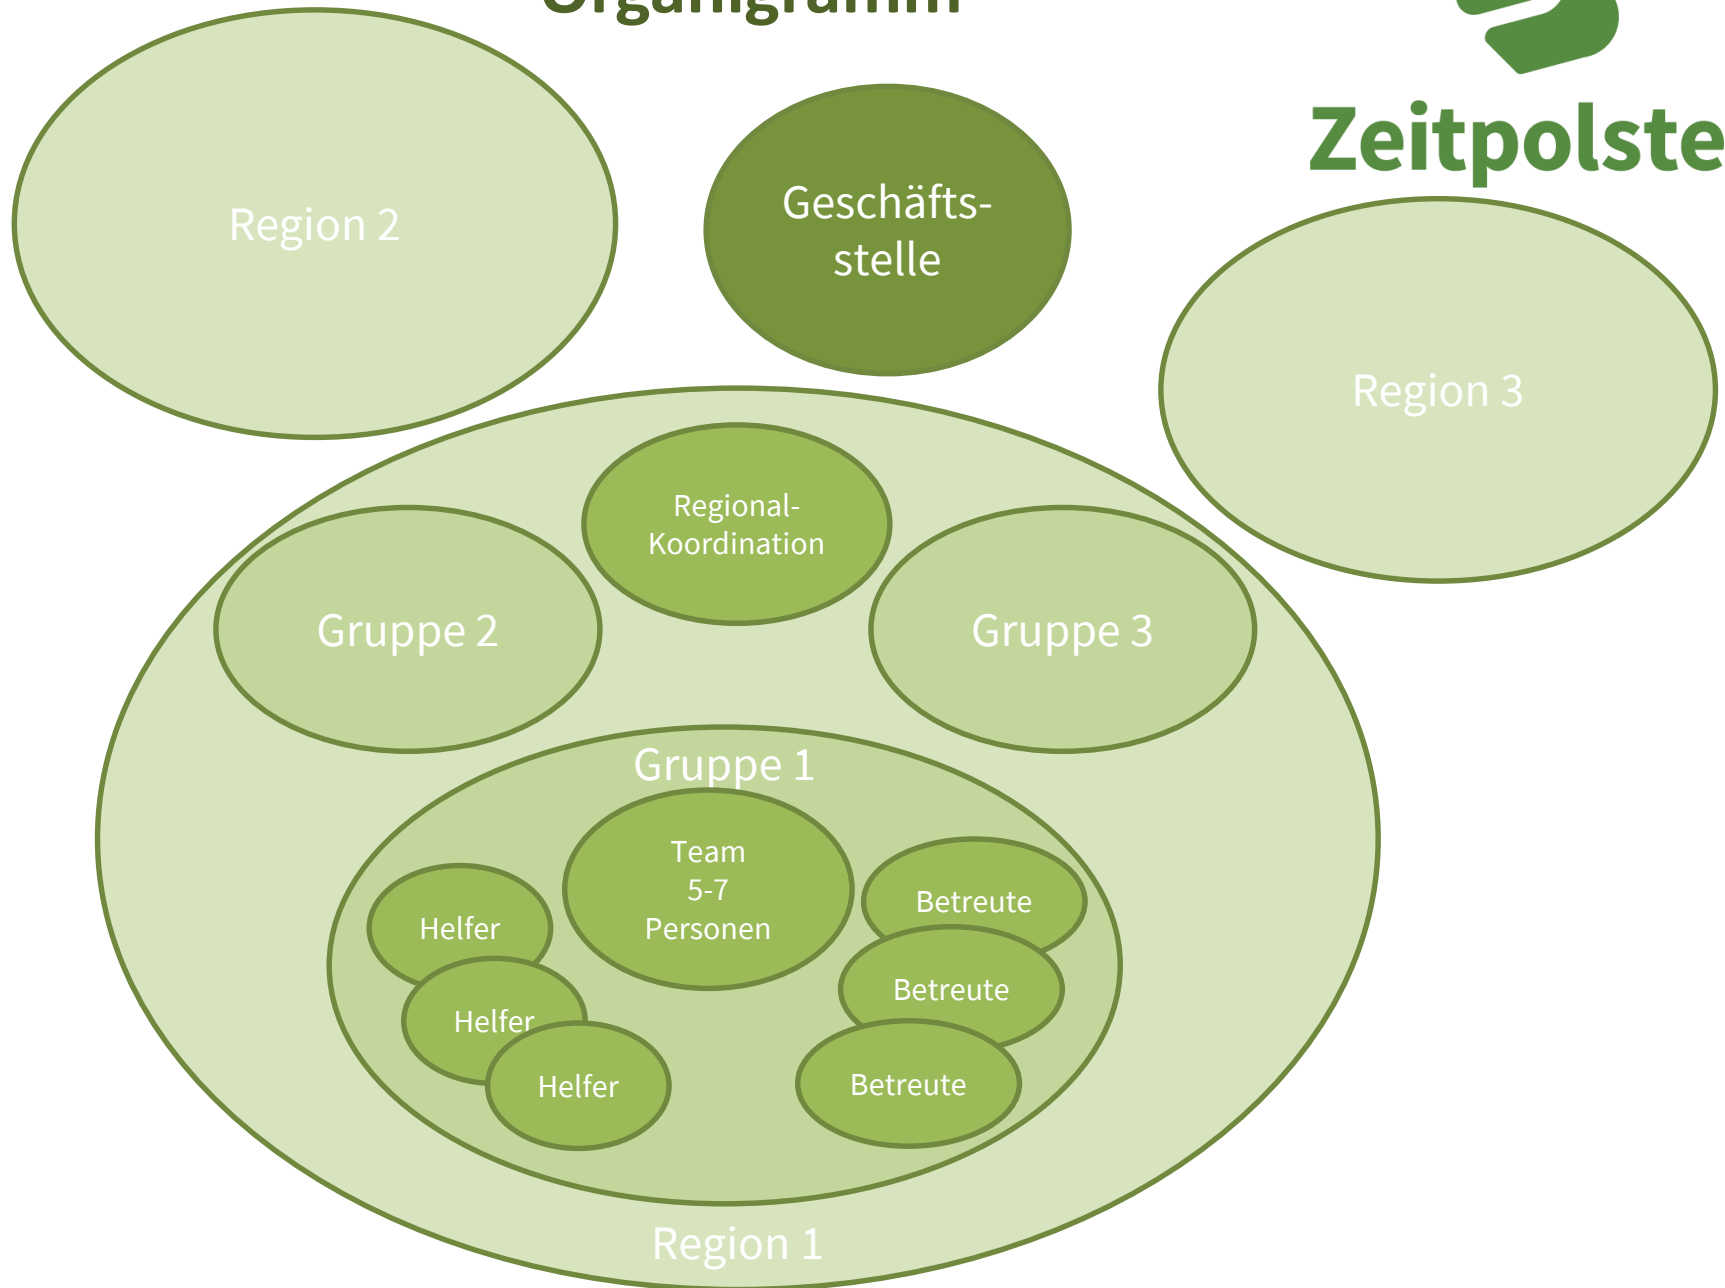 Organigramm
Zeitpolste
Region 2
Geschäfts-
stelle
Region 3
Regional-
Koordination
Gruppe 2
Gruppe 3
Gruppe 1
Team
5-7
Personen
Helfer
Helfer
Helfer
Betreute
Betreute
Betreute
Region 1